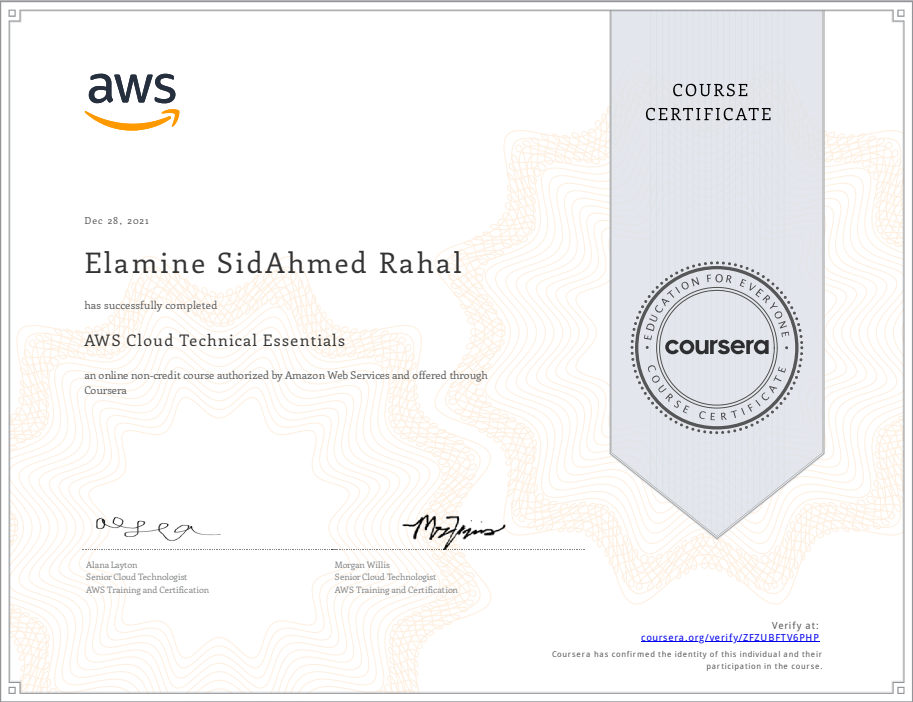 aws
COURSE
CERTIFICATE
Dec 28, 2021
Elamine SidAhmed Rahal
has successfully completed
AWS Cloud Technical Essentials
an online non-credit course authorized by Amazon Web Services and offered through
Coursera
EDUCATION FOR EVERYONE
coursera
COURSE CERTIFICATE
Alana Layton
Senior Cloud Technologist
AWS Training and Certification
Morgan Willis
Senior Cloud Technologist
AWS Training and Certification
Verify at:
coursera.org/verify/ZFZUBFTV6PHP
Coursera has confirmed the identity of this individual and their
participation in the course.